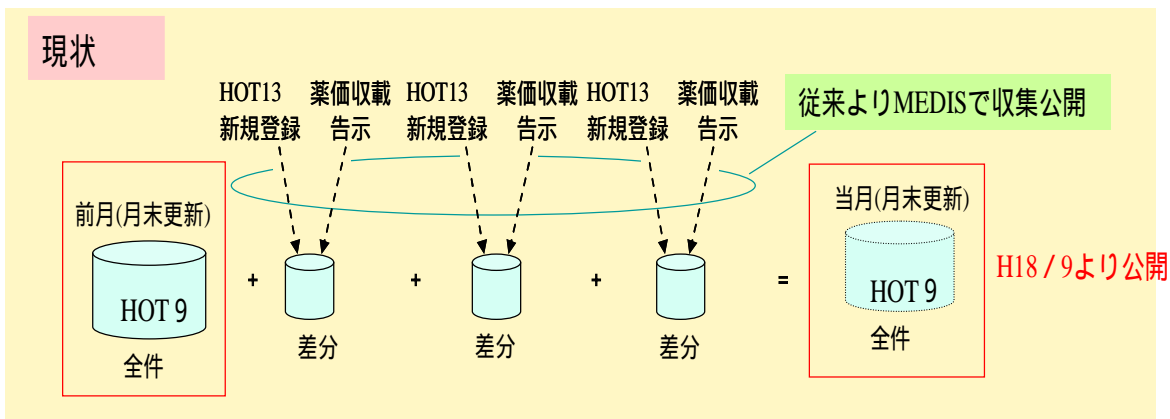 現状
HOT13 薬価収載 HOT13 薬価収載 HOT13 薬価収載
新規登録 告示 新規登録 告示 新規登録 告示
従来よりMEDISで収集公開
前月(月末更新)
当月(月末更新)
HOT９ + + + = HOT９
H18／9より公開
全件 差分 差分 差分 全件